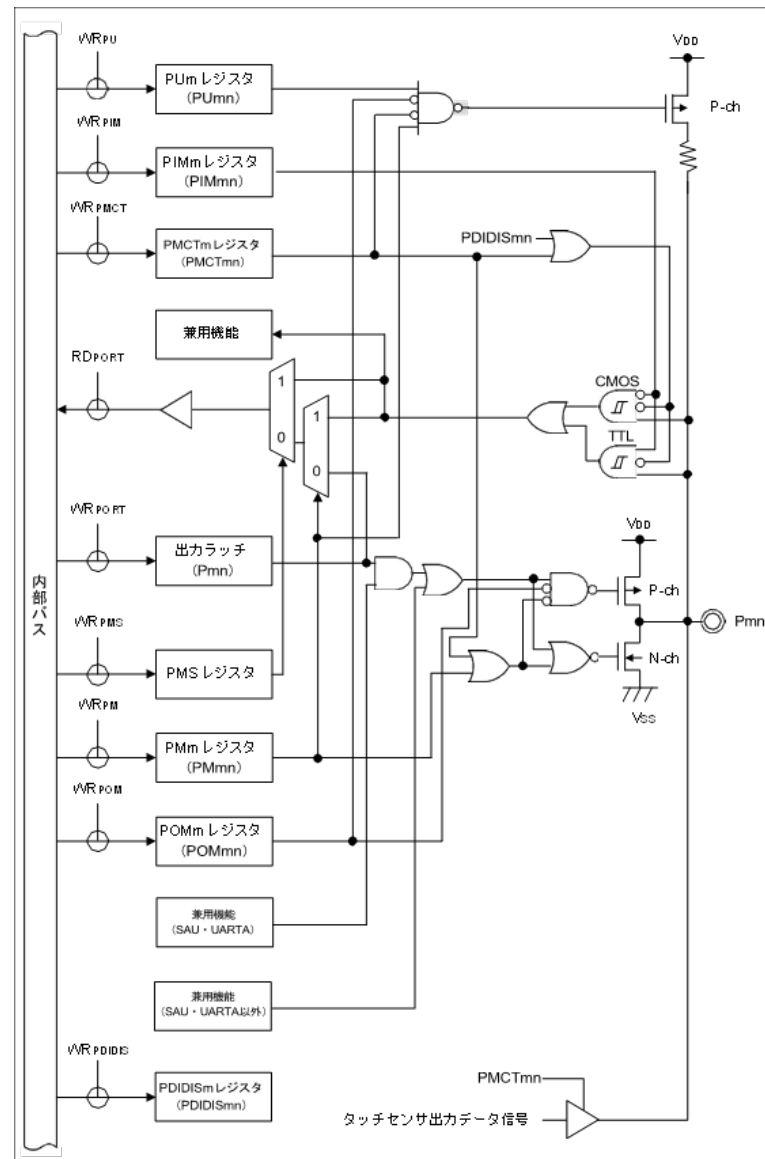 WRPU
VDD
PUmレジスタ
(PUmn)
P-ch
WRPIM
PIMmレジスタ
(PIMmn)
WRPMCT
PMCTmレジスタ
(PMCTmn)
PDIDISmn
兼用機能
RDPORT
1
0
1
0
CMOS
TTL
WRPORT
出力ラッチ
(Pmn)
VDD
P-ch
Pmn
内部バス
WRPMS
PMSレジスタ
N-ch
VSS
WRPM
PMmレジスタ
(PMmn)
WRPOM
POMmレジスタ
(POMmn)
兼用機能
(SAU・UARTA)
兼用機能
(SAU・UARTA以外)
WRPDIDIS
PDIDISmレジスタ
(PDIDISmn)
PMCTmn
タッチセンサ出力データ信号